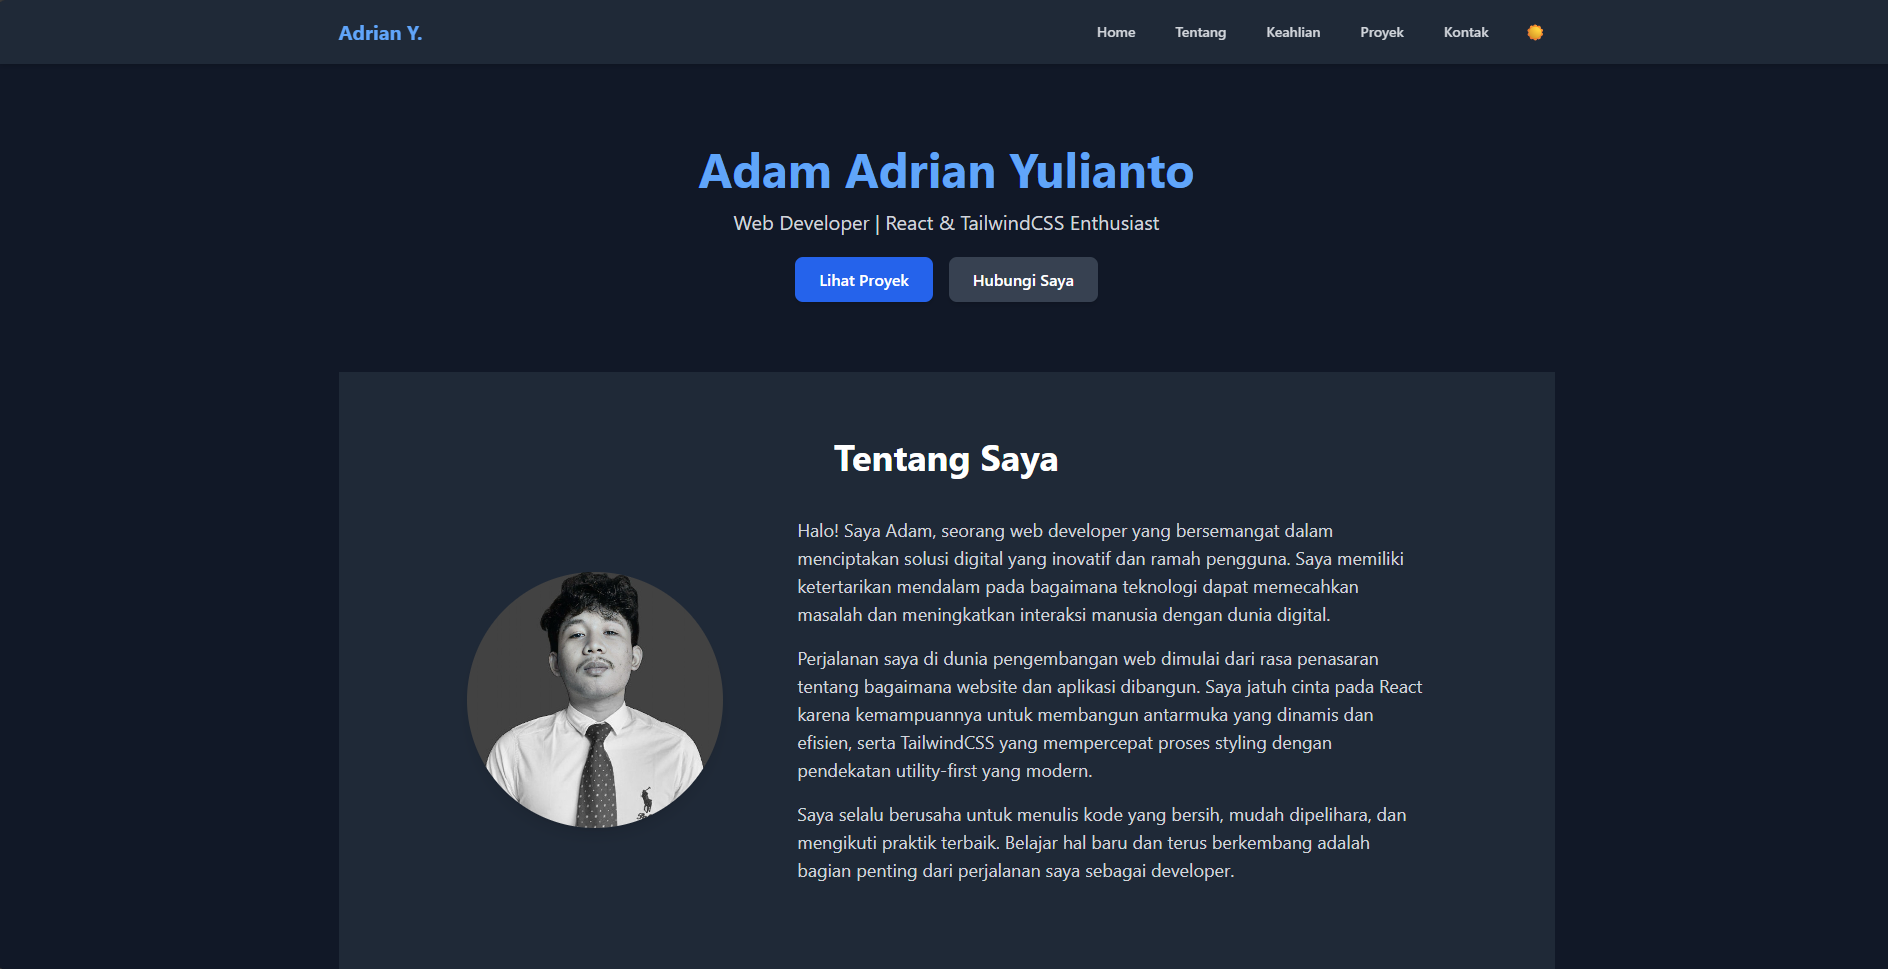 Adrian Y.
Home
Tentang
Keahlian
Proyek
Kontak
Adam Adrian Yulianto
Web Developer | React & TailwindCSS Enthusiast
Lihat Proyek
Hubungi Saya
Tentang Saya
Halo! Saya Adam, seorang web developer yang bersemangat dalam
menciptakan solusi digital yang inovatif dan ramah pengguna. Saya memiliki
ketertarikan mendalam pada bagaimana teknologi dapat memecahkan
masalah dan meningkatkan interaksi manusia dengan dunia digital.
Perjalanan saya di dunia pengembangan web dimulai dari rasa penasaran
tentang bagaimana website dan aplikasi dibangun. Saya jatuh cinta pada React
karena kemampuannya untuk membangun antarmuka yang dinamis dan
efisien, serta TailwindCSS yang mempercepat proses styling dengan
pendekatan utility-first yang modern.
Saya selalu berusaha untuk menulis kode yang bersih, mudah dipelihara, dan
mengikuti praktik terbaik. Belajar hal baru dan terus berkembang adalah
bagian penting dari perjalanan saya sebagai developer.